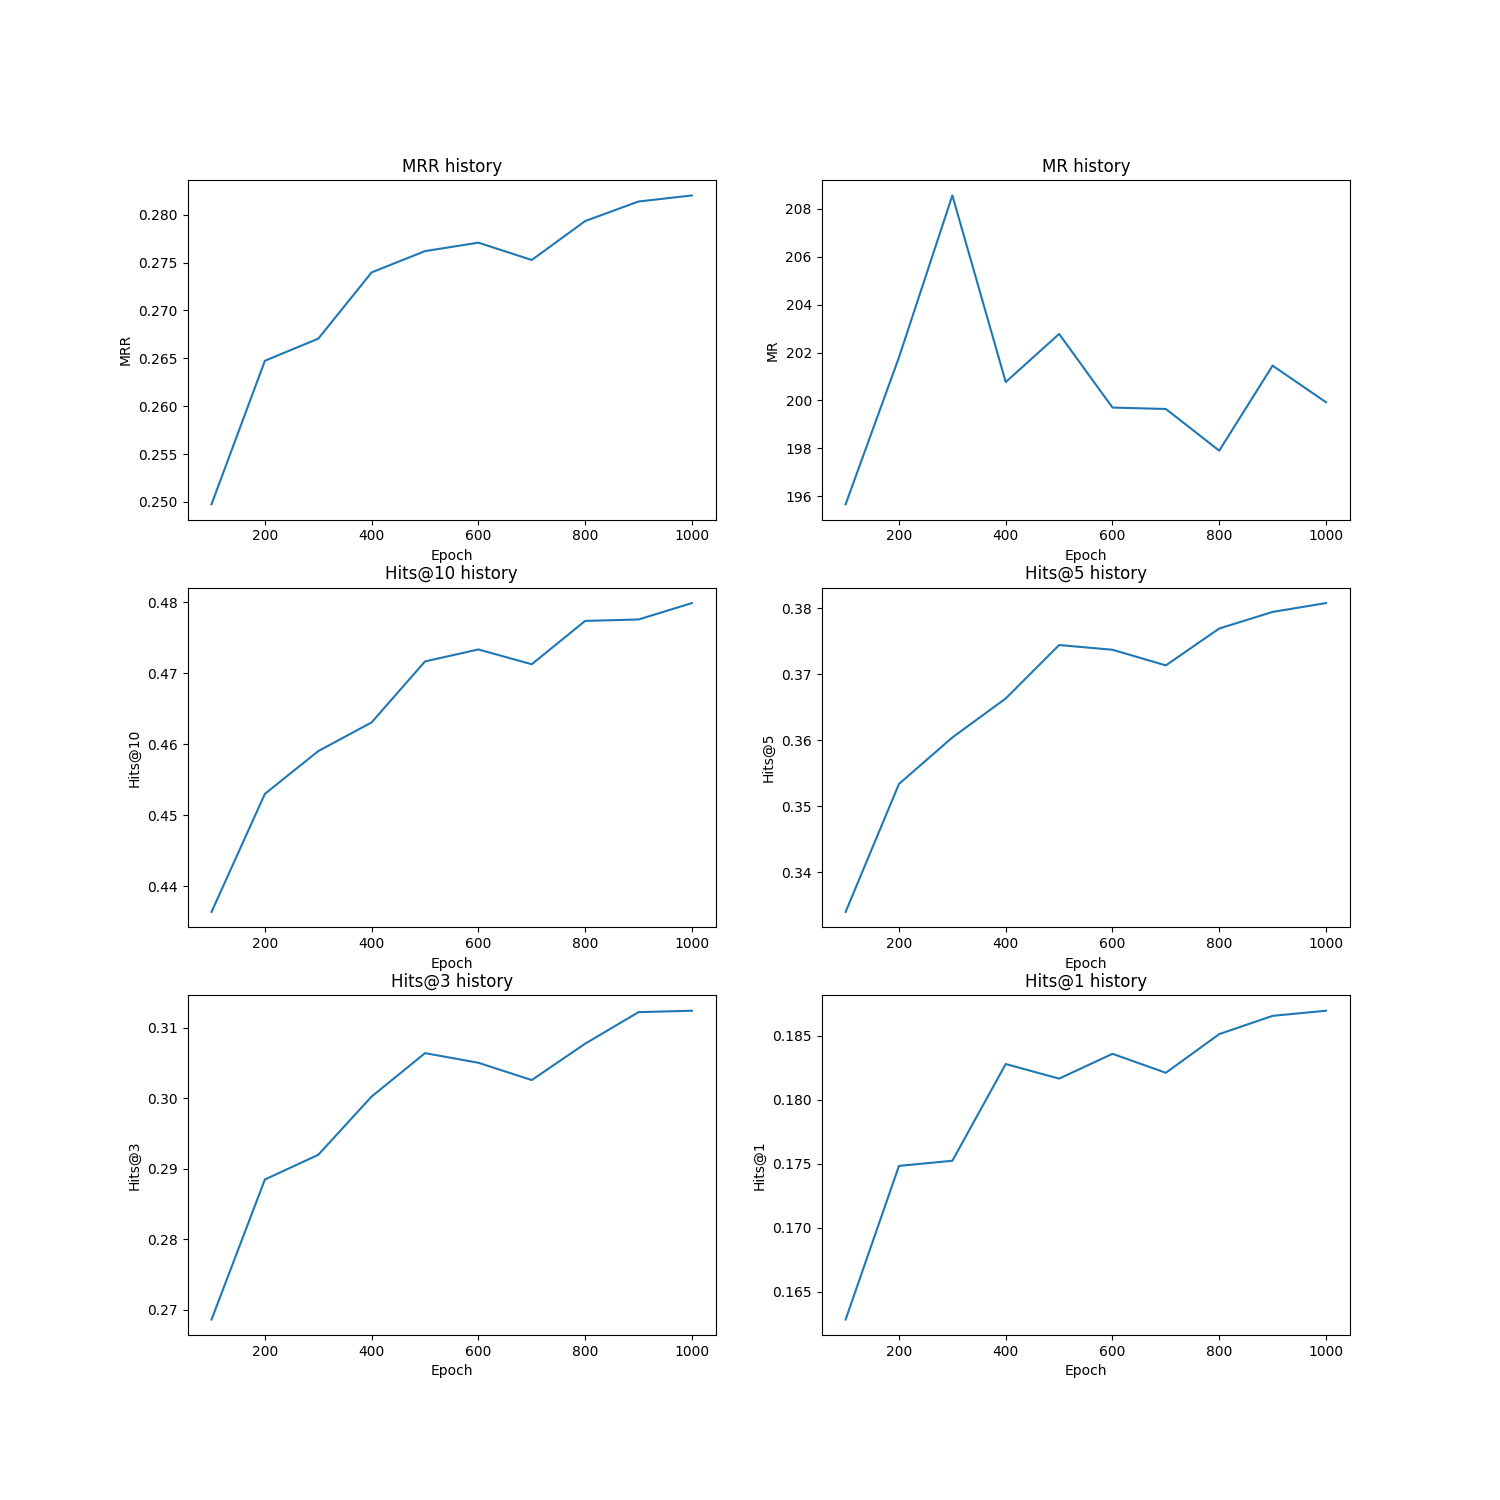 MRR history
MRR
0.280
0.275
0.270
0.265
0.260
0.255
0.250
200 400 600 800 1000
Epoch
MR history
MR
208
206
204
202
200
198
196
200 400 600 800 1000
Epoch
Hits@10 history
Hits@10
0.48
0.47
0.46
0.45
0.44
200 400 600 800 1000
Epoch
Hits@5 history
Hits@5
0.38
0.37
0.36
0.35
0.34
200 400 600 800 1000
Epoch
Hits@3 history
Hits@3
0.31
0.30
0.29
0.28
0.27
200 400 600 800 1000
Epoch
Hits@1 history
Hits@1
0.185
0.180
0.175
0.170
0.165
200 400 600 800 1000
Epoch